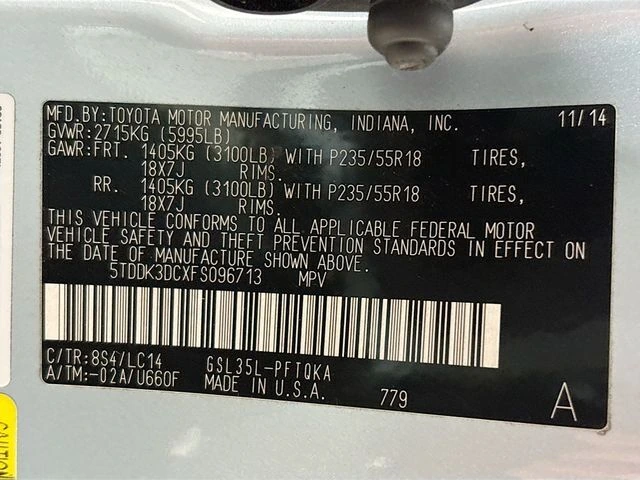 MFD.BY:TOYOTA MOTOR MANUFACTURING, INDIANA, INC. 11/14
GVWR:2715KG (5995LB)
GAWR:FRT. 1405KG (3100LB) WITH P235/55R18 TIRES,
18X7J RIMS.
RR. 1405KG (3100LB) WITH P235/55R18 TIRES,
18X7J RIMS.
THIS VEHICLE CONFORMS TO ALL APPLICABLE FEDERAL MOTOR
VEHICLE SAFETY AND THEFT PREVENTION STANDARDS IN EFFECT ON
THE DATE OF MANUFACTURE SHOWN ABOVE.
5TDDK3DCXFS096713 MPV
C/TR:8S4/LC14 GSL35L-PFTQKA
A/TM:-02A/U660F MADE IN U.S.A. 779 A
CAUTION